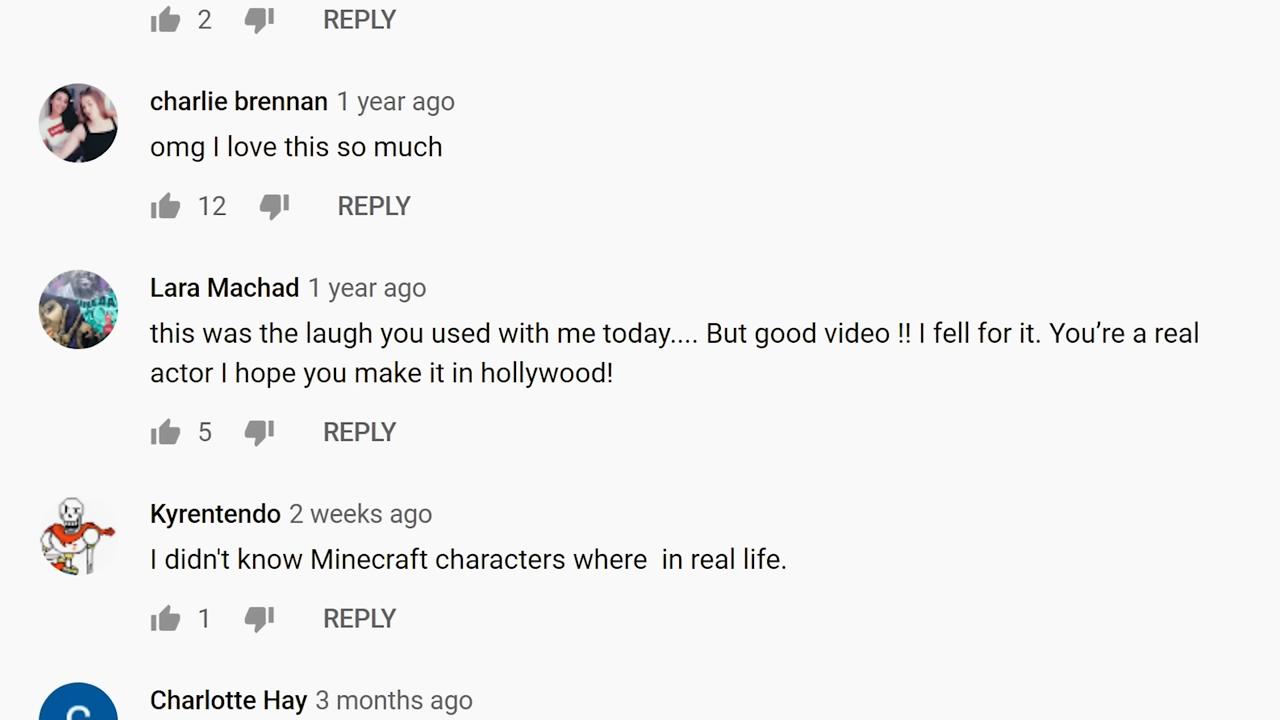 2 REPLY
charlie brennan 1 year ago
omg I love this so much
12 REPLY
Lara Machad 1 year ago
this was the laugh you used with me today.... But good video !! I fell for it. You’re a real
actor I hope you make it in hollywood!
5 REPLY
Kyrentendo 2 weeks ago
I didn't know Minecraft characters where  in real life.
1 REPLY
Charlotte Hay 3 months ago
C